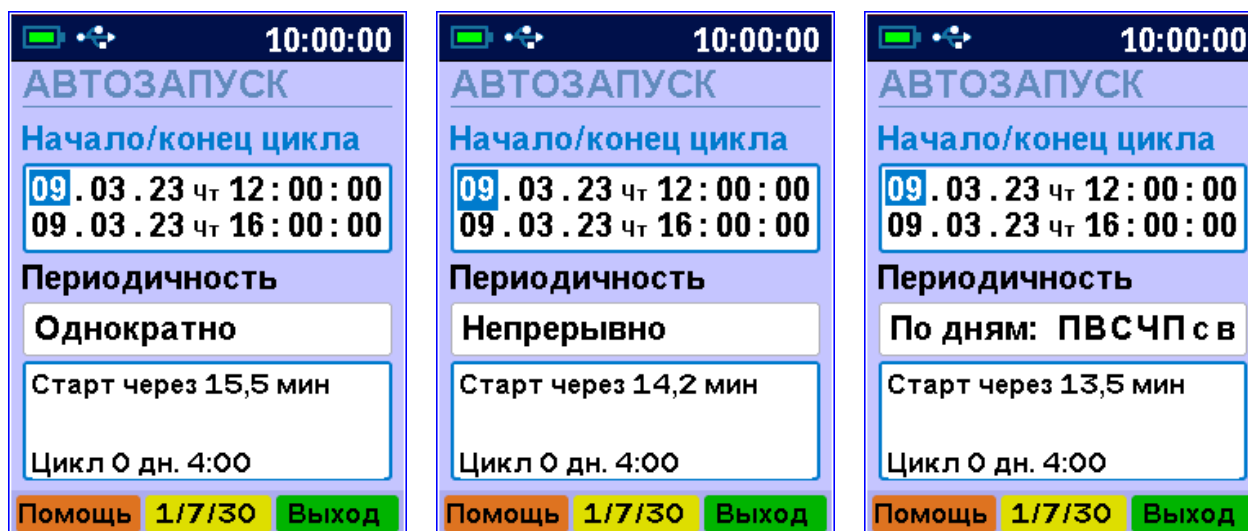 10:00:00
АВТОЗАПУСК
Начало/конец цикла
09.03.23 чт 12:00:00
09.03.23 чт 16:00:00
Периодичность
Однократно
Старт через 15,5 мин
Цикл 0 дн. 4:00
Помощь 1/7/30 Выход
10:00:00
АВТОЗАПУСК
Начало/конец цикла
09.03.23 чт 12:00:00
09.03.23 чт 16:00:00
Периодичность
Непрерывно
Старт через 14,2 мин
Цикл 0 дн. 4:00
Помощь 1/7/30 Выход
10:00:00
АВТОЗАПУСК
Начало/конец цикла
09.03.23 чт 12:00:00
09.03.23 чт 16:00:00
Периодичность
По дням: ПВСЧПсв
Старт через 13,5 мин
Цикл 0 дн. 4:00
Помощь 1/7/30 Выход